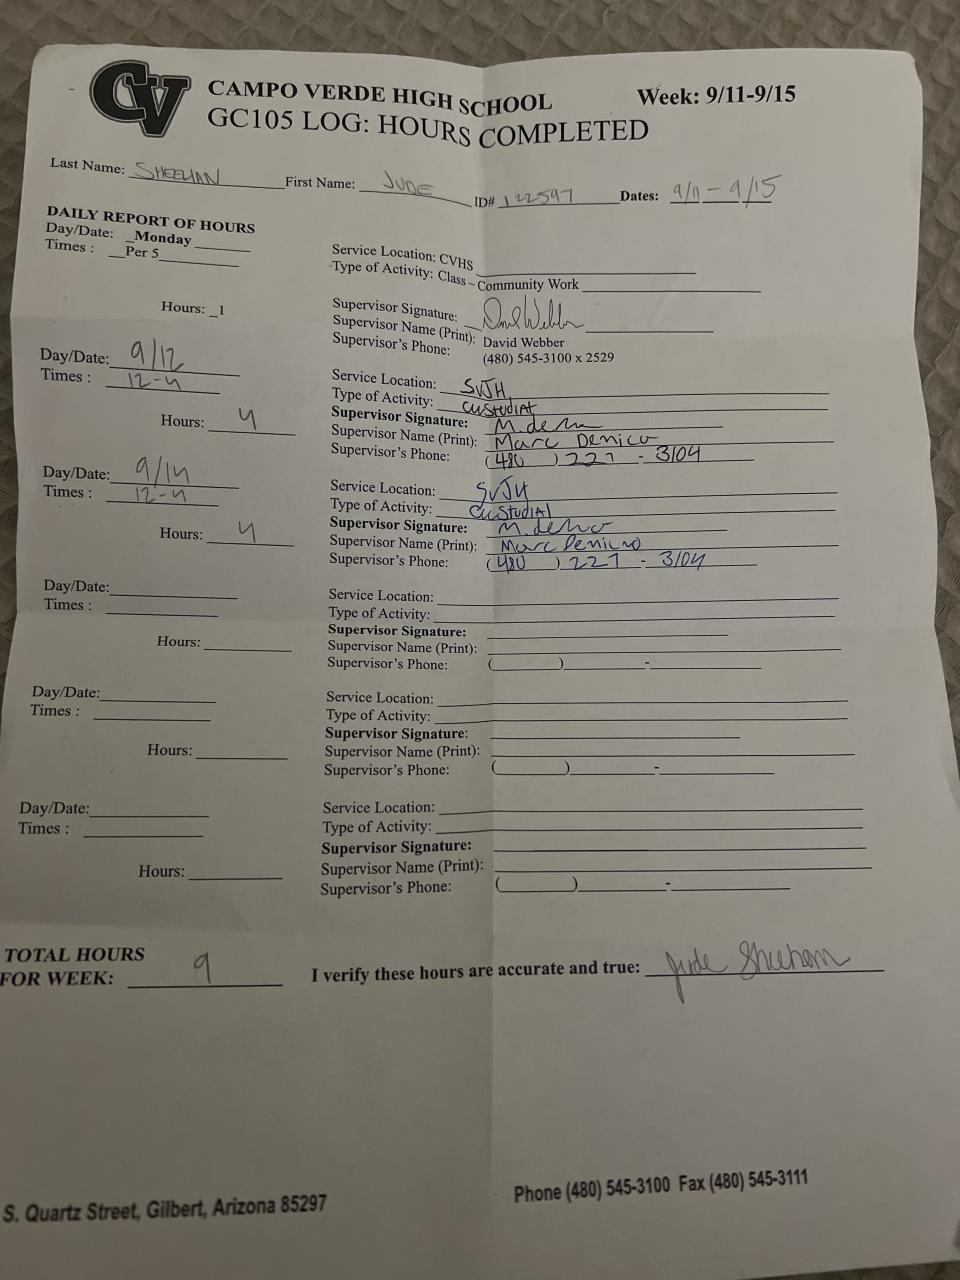 CV
CAMPO VERDE HIGH SCHOOL Week: 9/11-9/15
GC105 LOG: HOURS COMPLETED
Last Name: SHEEHAN First Name: JUDE ID# 122597 Dates: 9/11 - 9/15
DAILY REPORT OF HOURS
Day/Date: _Monday
Times : __Per 5
Service Location: CVHS
Type of Activity: Class – Community Work
Hours: _1
Supervisor Signature: David Webber
Supervisor Name (Print): David Webber
Supervisor's Phone: (480) 545-3100 x 2529
Day/Date: 9/12
Times : 12-4
Hours: 4
Service Location: SVJH
Type of Activity: custudial
Supervisor Signature:
Supervisor Name (Print): Marc Denicu
Supervisor's Phone: (480) 227 - 3104
Day/Date: 9/14
Times : 12-4
Hours: 4
Service Location: SVJH
Type of Activity: custudial
Supervisor Signature:
Supervisor Name (Print): Marc
Supervisor's Phone: (480) 227 - 3104
Day/Date:
Times :
Hours:
Service Location:
Type of Activity:
Supervisor Signature:
Supervisor Name (Print):
Supervisor's Phone: ( ) -
Day/Date:
Times :
Hours:
Service Location:
Type of Activity:
Supervisor Signature:
Supervisor Name (Print):
Supervisor's Phone: ( ) -
Day/Date:
Times :
Hours:
Service Location:
Type of Activity:
Supervisor Signature:
Supervisor Name (Print):
Supervisor's Phone: ( ) -
TOTAL HOURS
FOR WEEK: 9 I verify these hours are accurate and true: Jude Sheehan
S. Quartz Street, Gilbert, Arizona 85297 Phone (480) 545-3100 Fax (480) 545-3111